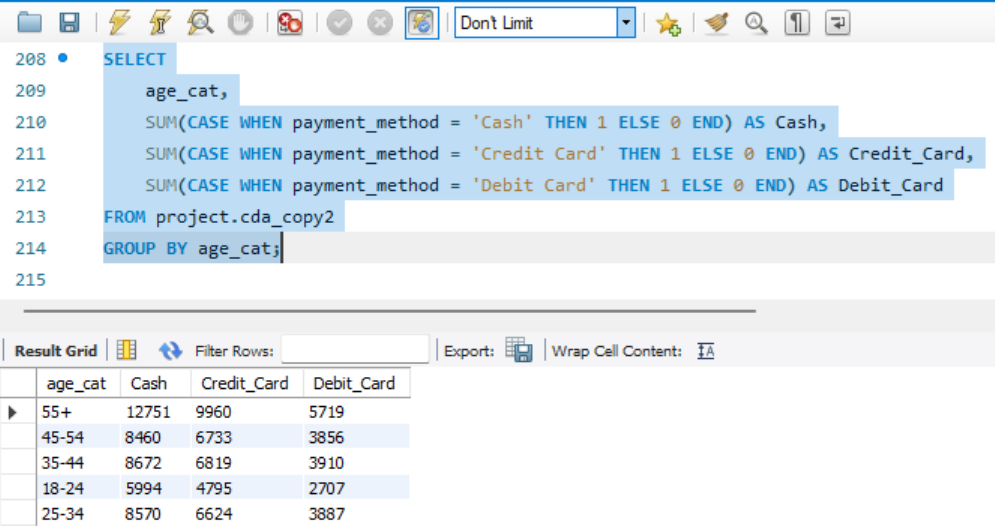 Don't Limit
208 SELECT
209 age_cat,
210 SUM(CASE WHEN payment_method = 'Cash' THEN 1 ELSE 0 END) AS Cash,
211 SUM(CASE WHEN payment_method = 'Credit Card' THEN 1 ELSE 0 END) AS Credit_Card,
212 SUM(CASE WHEN payment_method = 'Debit Card' THEN 1 ELSE 0 END) AS Debit_Card
213 FROM project.cda_copy2
214 GROUP BY age_cat;
215
Result Grid Filter Rows: Export: Wrap Cell Content:
age_cat Cash Credit_Card Debit_Card
55+ 12751 9960 5719
45-54 8460 6733 3856
35-44 8672 6819 3910
18-24 5994 4795 2707
25-34 8570 6624 3887